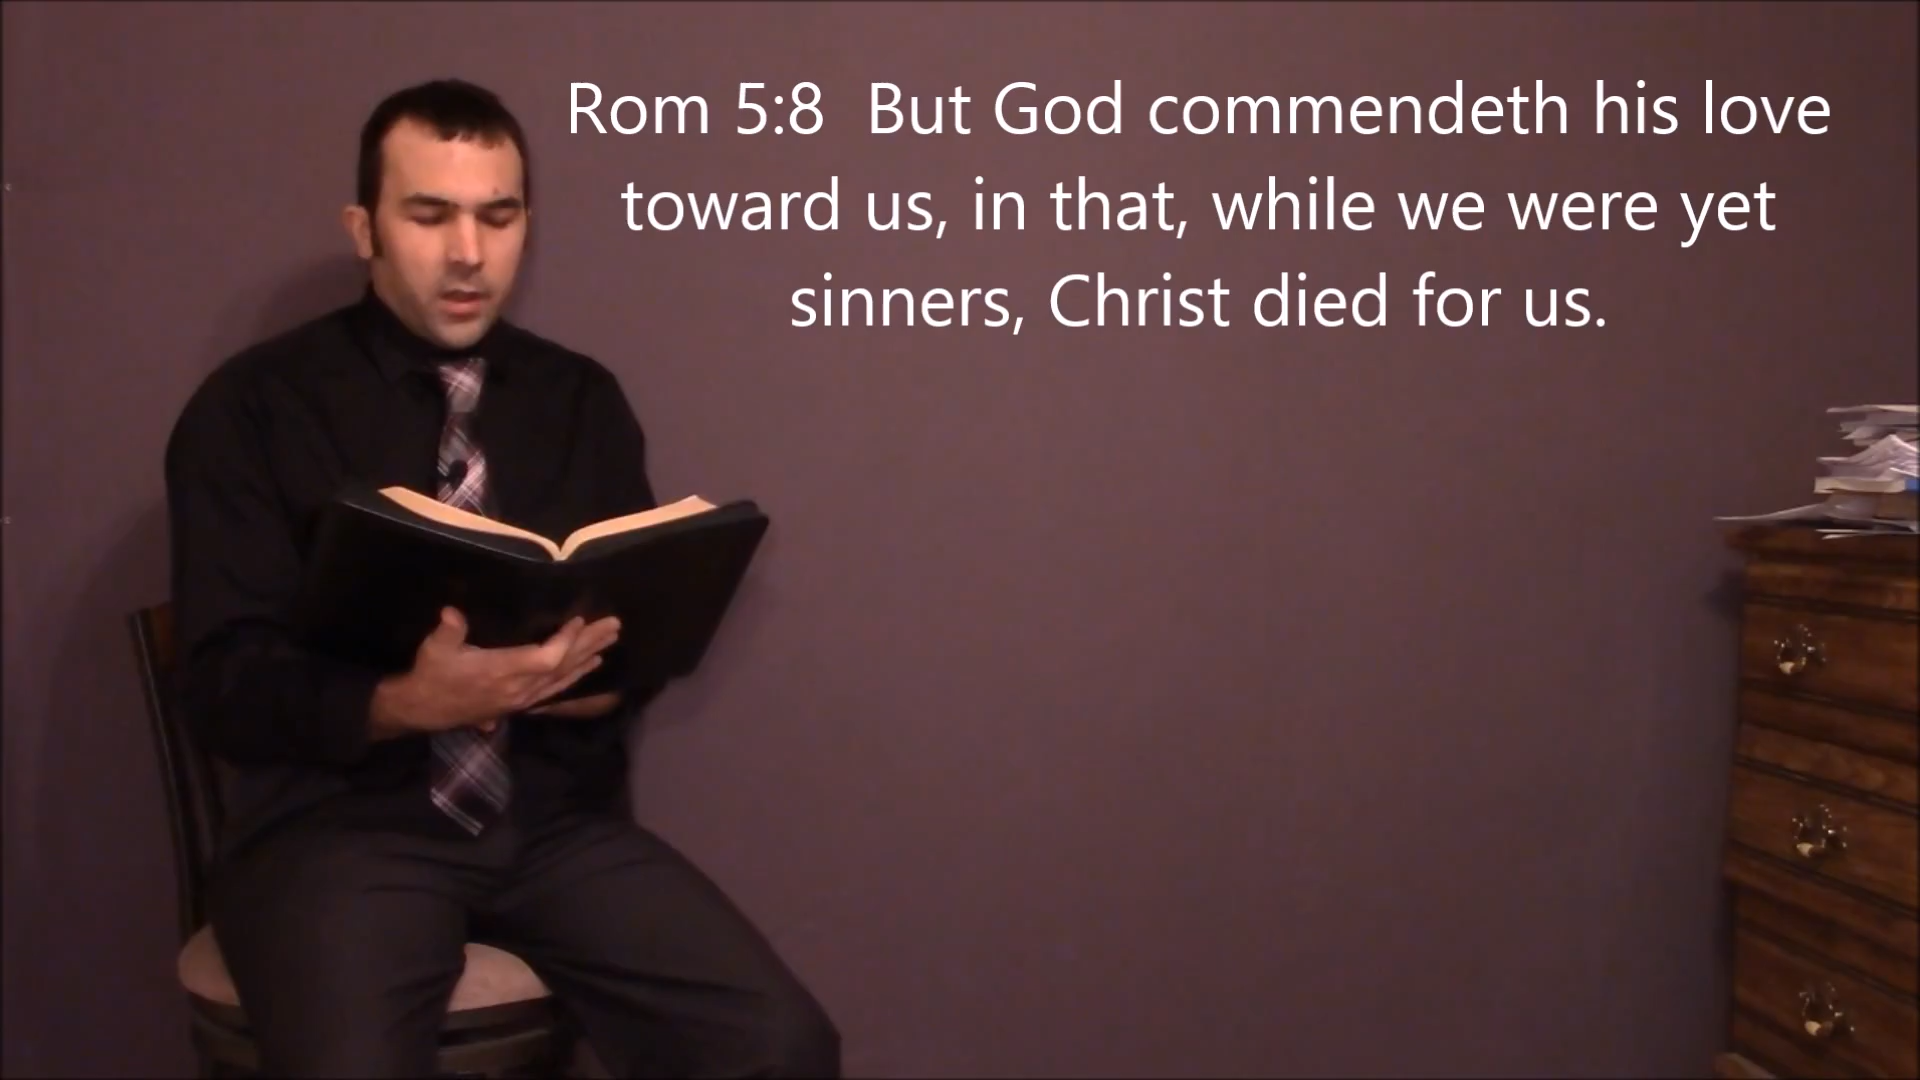 Rom 5:8  But God commendeth his love
toward us, in that, while we were yet
sinners, Christ died for us.